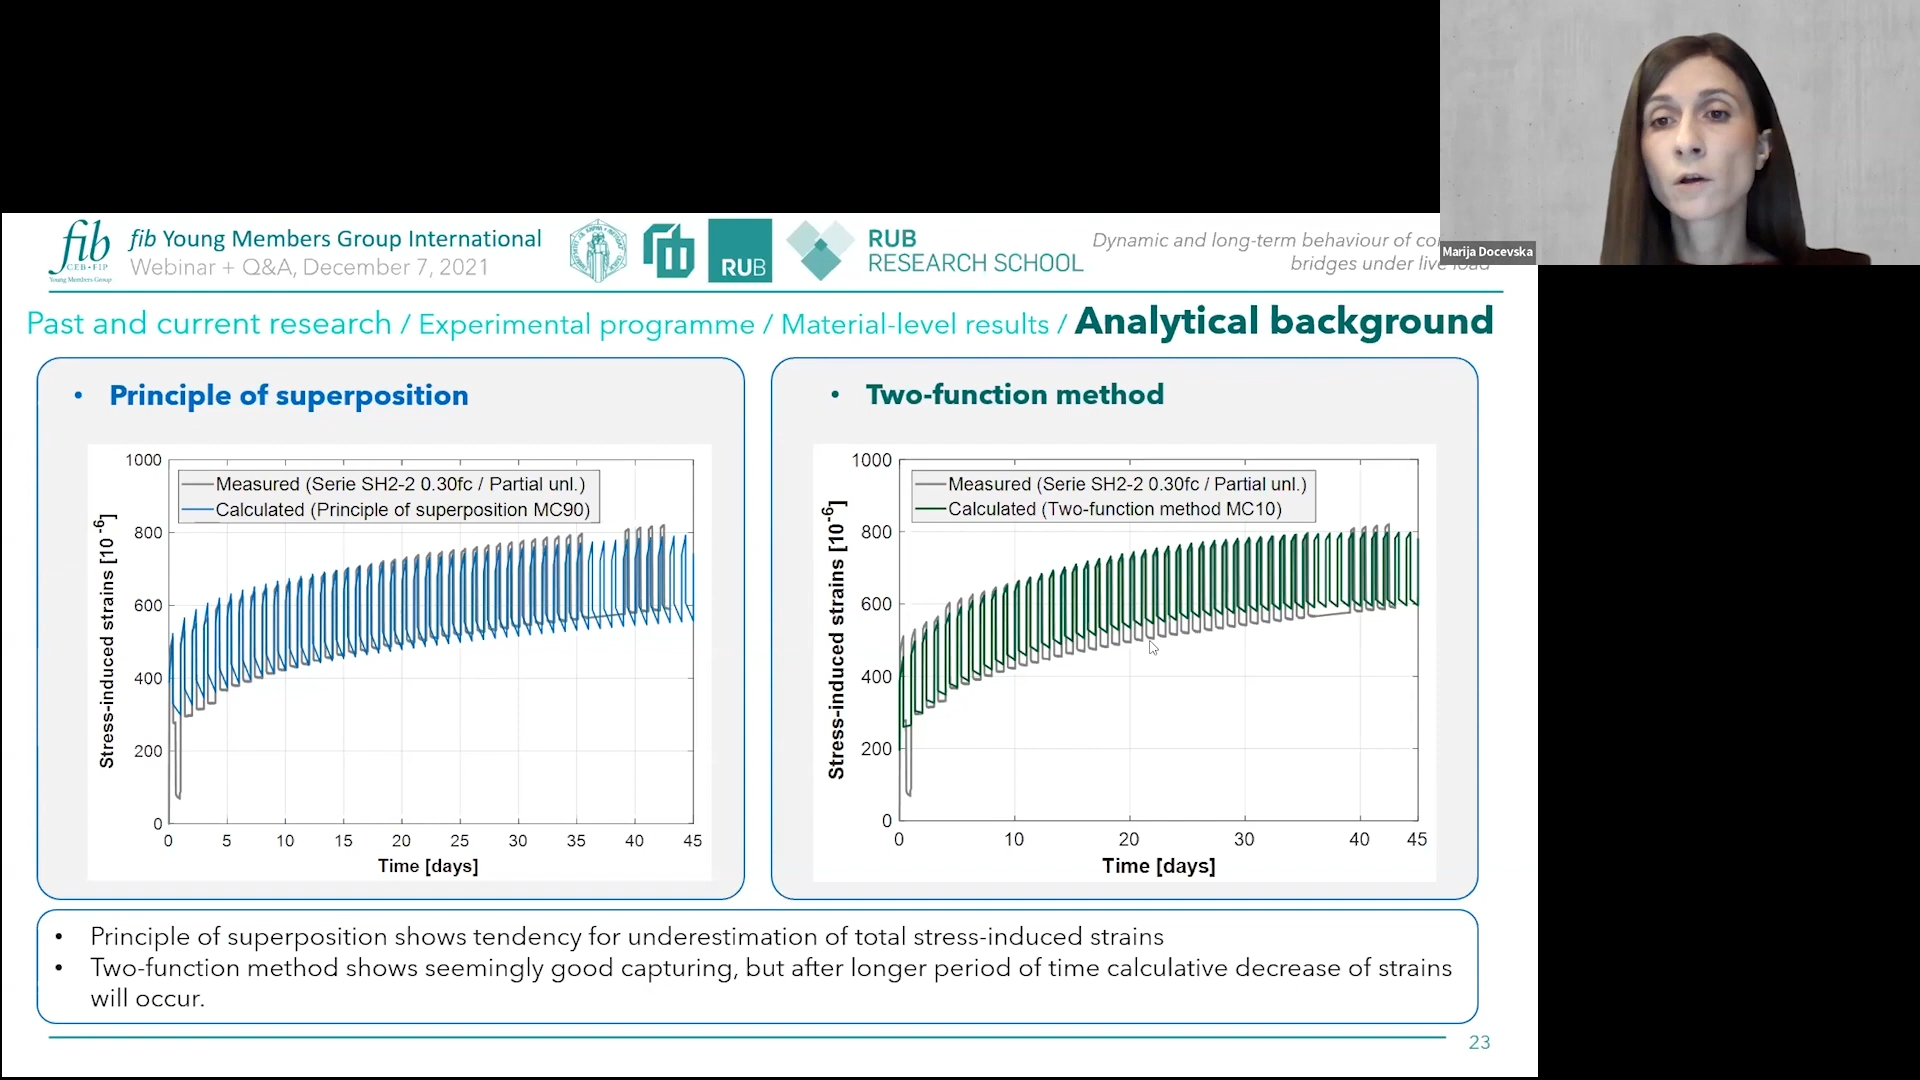 fib
CEB-FIP
Young Members Group
fib Young Members Group International
Webinar + Q&A, December 7, 2021
RUB
RUB
RESEARCH SCHOOL
Dynamic and long-term behaviour of
bridges under live load
Marija Docevska
Past and current research / Experimental programme / Material-level results / Analytical background
• Principle of superposition
Stress-induced strains [10⁻⁶]
1000
800
600
400
200
0
Measured (Serie SH2-2 0.30fc / Partial unl.)
Calculated (Principle of superposition MC90)
0 5 10 15 20 25 30 35 40 45
Time [days]
• Two-function method
Stress-induced strains [10⁻⁶]
1000
800
600
400
200
0
Measured (Serie SH2-2 0.30fc / Partial unl.)
Calculated (Two-function method MC10)
0 10 20 30 40 45
Time [days]
• Principle of superposition shows tendency for underestimation of total stress-induced strains
• Two-function method shows seemingly good capturing, but after longer period of time calculative decrease of strains
will occur.
23